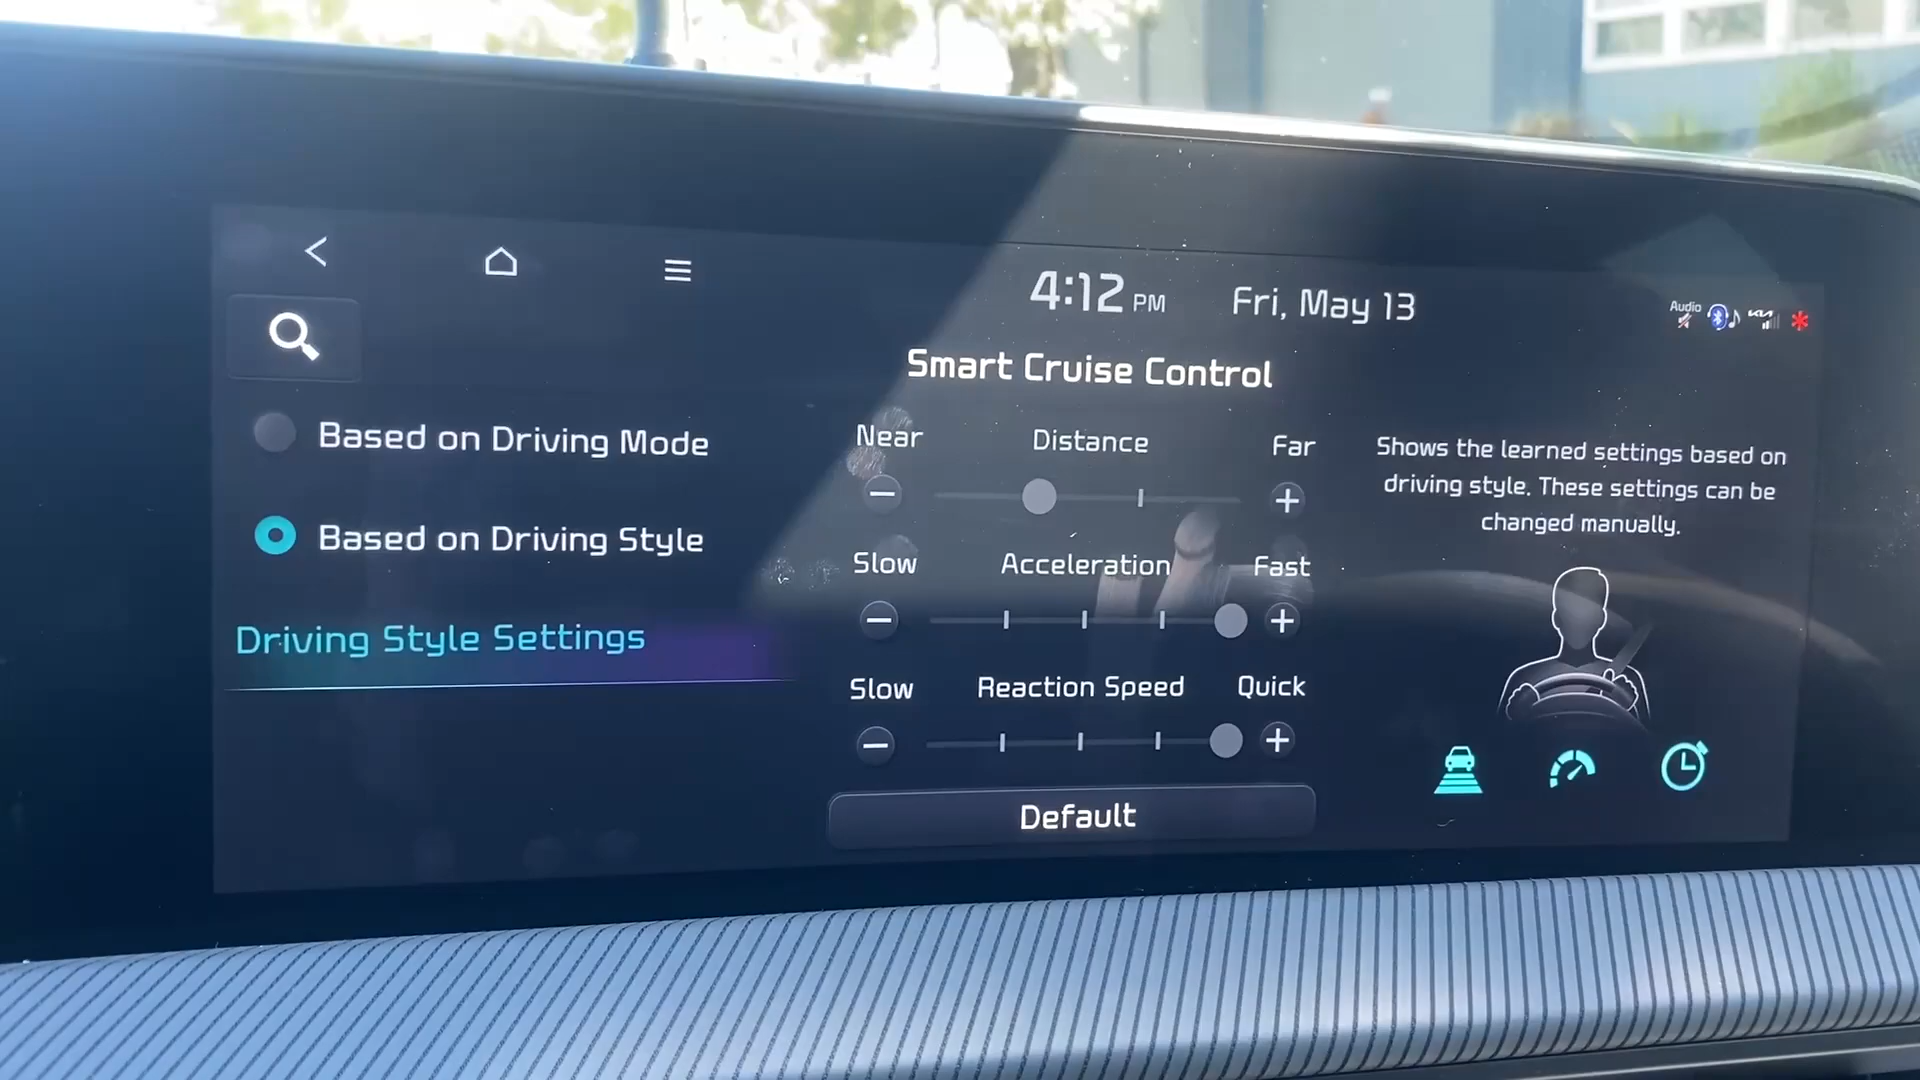 4:12 PM
Fri, May 13
Audio
KIA
Smart Cruise Control
Based on Driving Mode
Based on Driving Style
Driving Style Settings
Near Distance Far
Slow Acceleration Fast
Slow Reaction Speed Quick
Default
Shows the learned settings based on
driving style. These settings can be
changed manually.